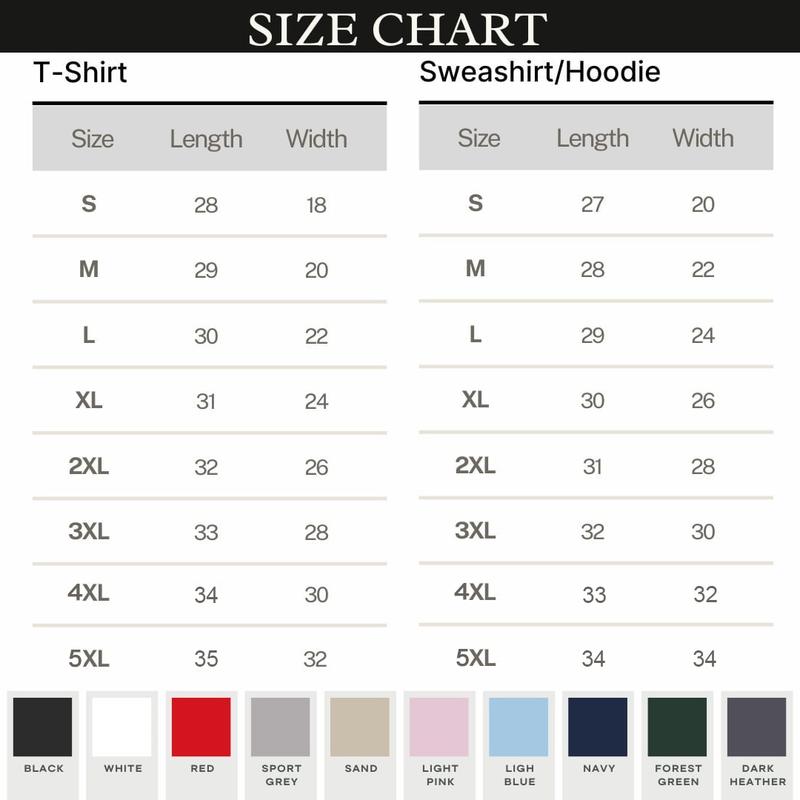 SIZE CHART
T-Shirt
Size Length Width
S 28 18
M 29 20
L 30 22
XL 31 24
2XL 32 26
3XL 33 28
4XL 34 30
5XL 35 32
Sweashirt/Hoodie
Size Length Width
S 27 20
M 28 22
L 29 24
XL 30 26
2XL 31 28
3XL 32 30
4XL 33 32
5XL 34 34
BLACK
WHITE
RED
SPORT
GREY
SAND
LIGHT
PINK
LIGH
BLUE
NAVY
FOREST
GREEN
DARK
HEATHER